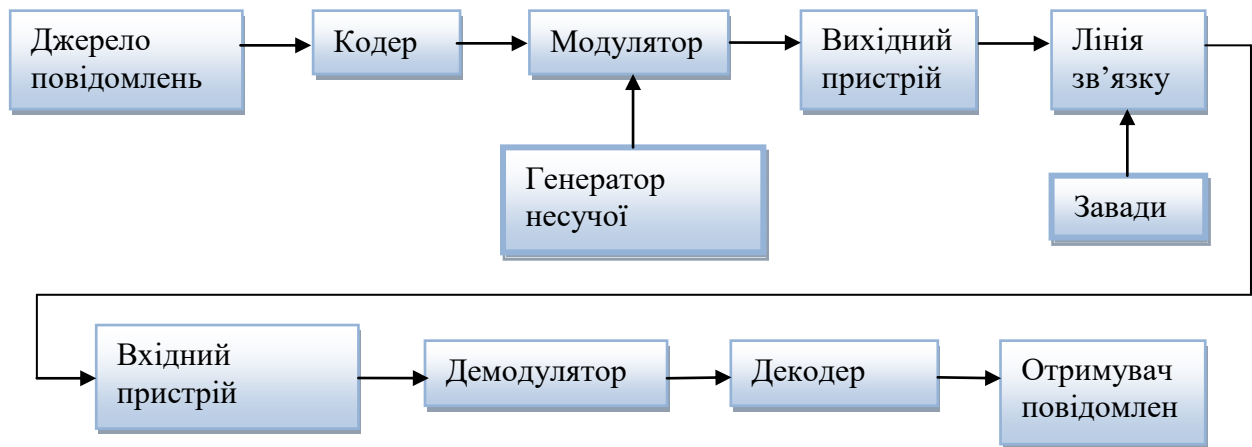 Джерело
повідомлень
Кодер
Модулятор
Вихідний
пристрій
Лінія
зв’язку
Генератор
несучої
Завади
Вхідний
пристрій
Демодулятор
Декодер
Отримувач
повідомлен